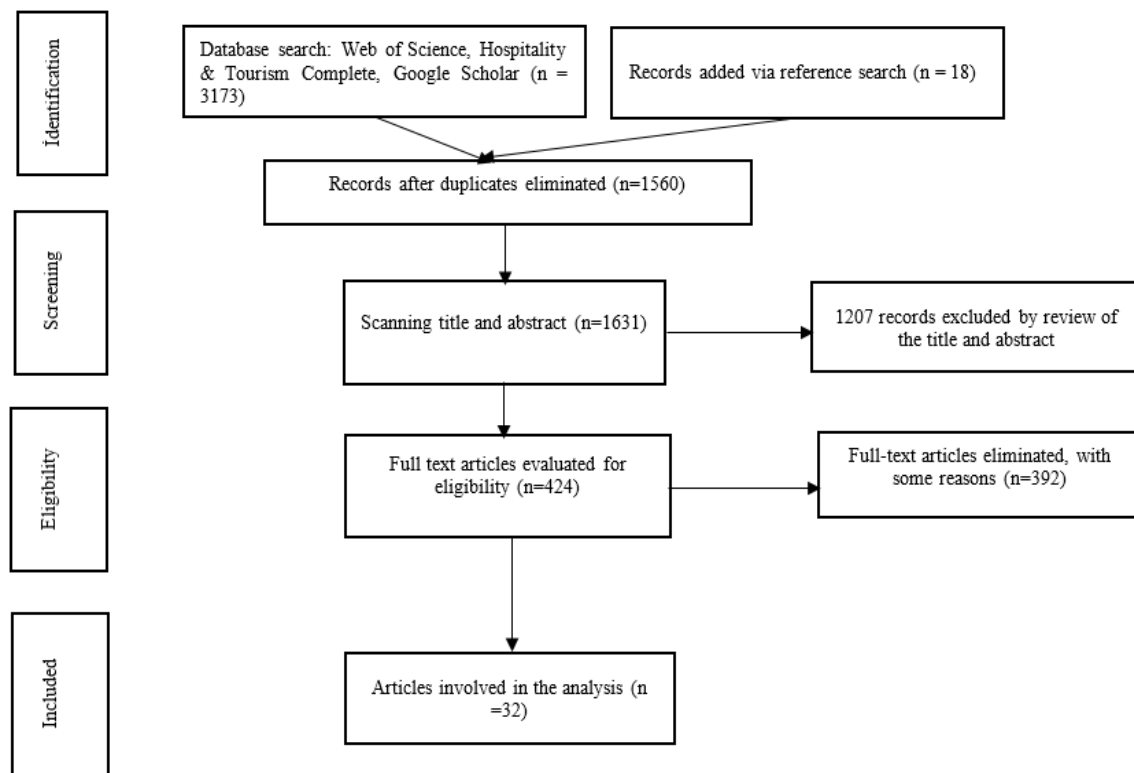 İdentification
Database search: Web of Science, Hospitality
& Tourism Complete, Google Scholar (n =
3173)
Records added via reference search (n = 18)
Records after duplicates eliminated (n=1560)
Screening
Scanning title and abstract (n=1631)
1207 records excluded by review of
the title and abstract
Eligibility
Full text articles evaluated for
eligibility (n=424)
Full-text articles eliminated, with
some reasons (n=392)
Included
Articles involved in the analysis (n
=32)